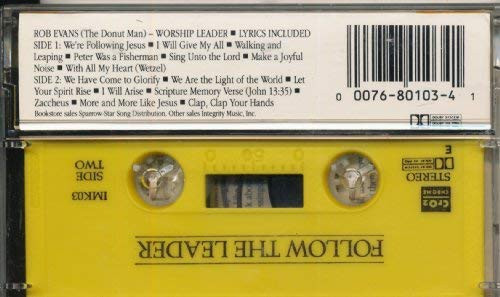 ROB EVANS (The Donut Man) – WORSHIP LEADER ■ LYRICS INCLUDED
SIDE 1: We're Following Jesus ■ I Will Give My All ■ Walking and
Leaping ■ Peter Was a Fisherman ■ Sing Unto the Lord ■ Make a Joyful
Noise ■ With All My Heart (Wetzel)
SIDE 2: We Have Come to Glorify ■ We Are the Light of the World ■ Let
Your Spirit Rise ■ I Will Arise ■ Scripture Memory Verse (John 13:35) ■
Zaccheus ■ More and More Like Jesus ■ Clap, Clap Your Hands
Bookstore sales Sparrow-Star Song Distribution. Other sales Integrity Music, Inc.
0 0076-80103-4 1
FOLLOW THE LEADER
IMK03
SIDE
TWO
STEREO
CrO2
CHROME
50
E